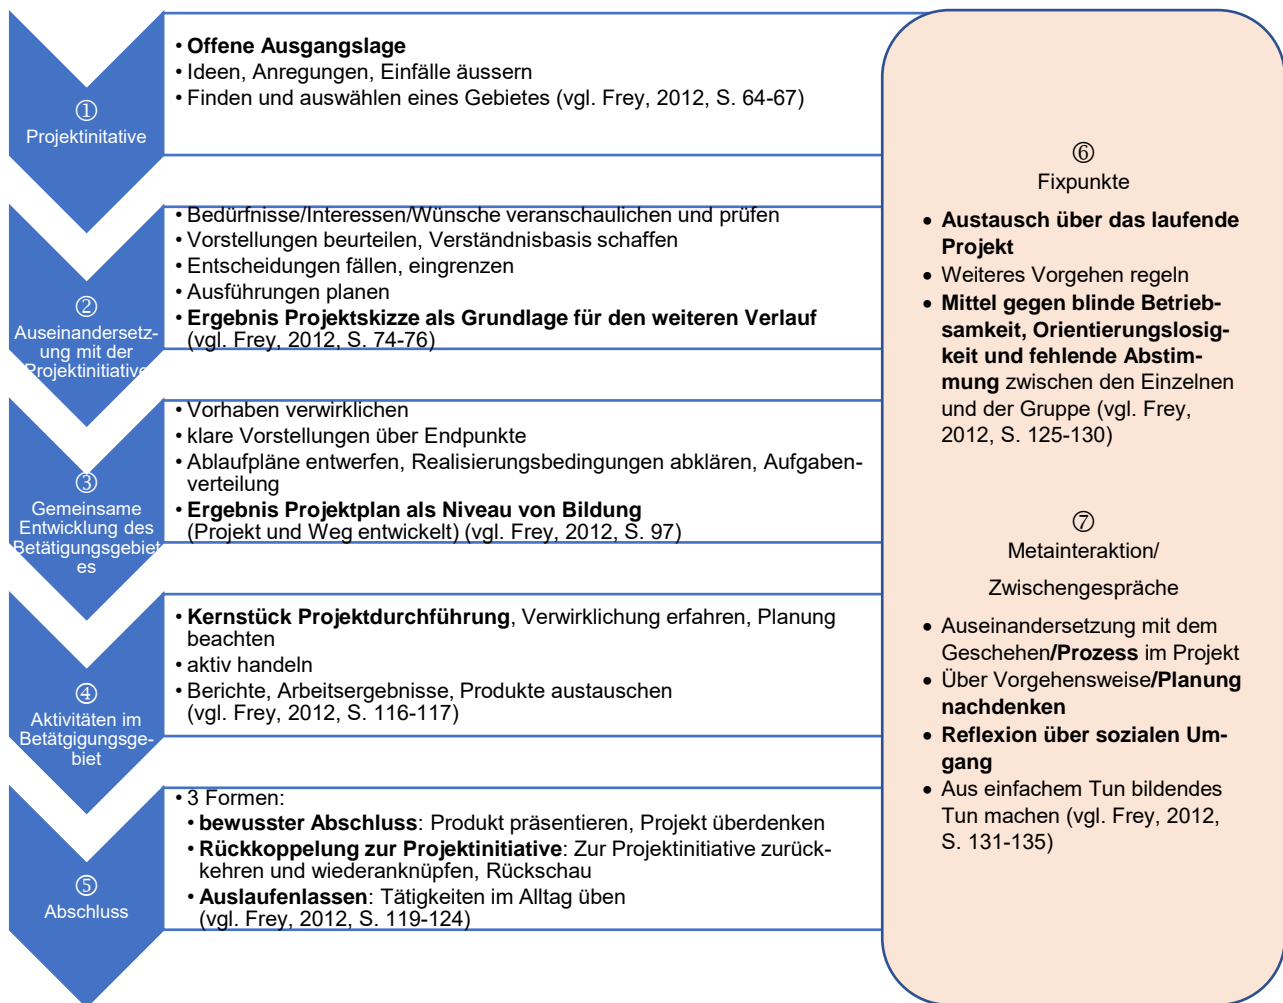 ①
Projektinitative
• Offene Ausgangslage
• Ideen, Anregungen, Einfälle äussern
• Finden und auswählen eines Gebietes (vgl. Frey, 2012, S. 64-67)
②
Auseinandersetz-
ung mit der
Projektinitiative
• Bedürfnisse/Interessen/Wünsche veranschaulichen und prüfen
• Vorstellungen beurteilen, Verständnisbasis schaffen
• Entscheidungen fällen, eingrenzen
• Ausführungen planen
• Ergebnis Projektskizze als Grundlage für den weiteren Verlauf
(vgl. Frey, 2012, S. 74-76)
③
Gemeinsame
Entwicklung des
Betätigungsgebiet
es
• Vorhaben verwirklichen
• klare Vorstellungen über Endpunkte
• Ablaufpläne entwerfen, Realisierungsbedingungen abklären, Aufgaben-
verteilung
• Ergebnis Projektplan als Niveau von Bildung
(Projekt und Weg entwickelt) (vgl. Frey, 2012, S. 97)
④
Aktivitäten im
Betätgigungsge-
biet
• Kernstück Projektdurchführung, Verwirklichung erfahren, Planung
beachten
• aktiv handeln
• Berichte, Arbeitsergebnisse, Produkte austauschen
(vgl. Frey, 2012, S. 116-117)
⑤
Abschluss
• 3 Formen:
• bewusster Abschluss: Produkt präsentieren, Projekt überdenken
• Rückkoppelung zur Projektinitiative: Zur Projektinitiative zurück-
kehren und wiederanknüpfen, Rückschau
• Auslaufenlassen: Tätigkeiten im Alltag üben
(vgl. Frey, 2012, S. 119-124)
⑥
Fixpunkte
• Austausch über das laufende
Projekt
• Weiteres Vorgehen regeln
• Mittel gegen blinde Betrieb-
samkeit, Orientierungslosig-
keit und fehlende Abstim-
mung zwischen den Einzelnen
und der Gruppe (vgl. Frey,
2012, S. 125-130)
⑦
Metainteraktion/
Zwischengespräche
• Auseinandersetzung mit dem
Geschehen/Prozess im Projekt
• Über Vorgehensweise/Planung
nachdenken
• Reflexion über sozialen Um-
gang
• Aus einfachem Tun bildendes
Tun machen (vgl. Frey, 2012,
S. 131-135)